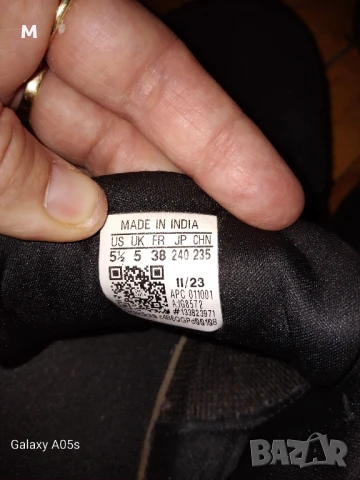 M
MADE IN INDIA
US UK FR JP CHN
5½ 5 38 240 235
11/23
APC 011001
AJG8572
#133823971
Galaxy A05s
BAZAR